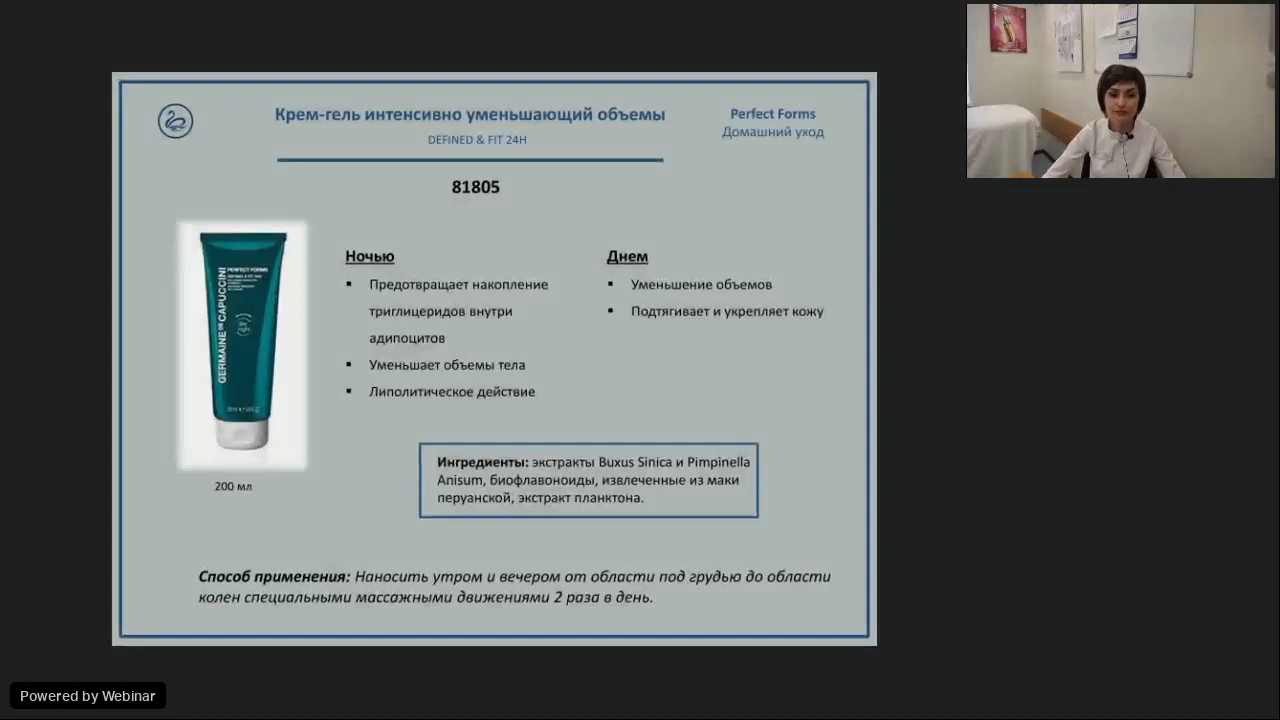 Крем-гель интенсивно уменьшающий объемы
DEFINED & FIT 24H
Perfect Forms
Домашний уход
81805
GERMAINE DE CAPUCCINI
PERFECT FORMS
200 мл
Ночью
▪ Предотвращает накопление
триглицеридов внутри
адипоцитов
▪ Уменьшает объемы тела
▪ Липолитическое действие
Днем
▪ Уменьшение объемов
▪ Подтягивает и укрепляет кожу
Ингредиенты: экстракты Buxus Sinica и Pimpinella
Anisum, биофлавоноиды, извлеченные из маки
перуанской, экстракт планктона.
Способ применения: Наносить утром и вечером от области под грудью до области
колен специальными массажными движениями 2 раза в день.
Powered by Webinar